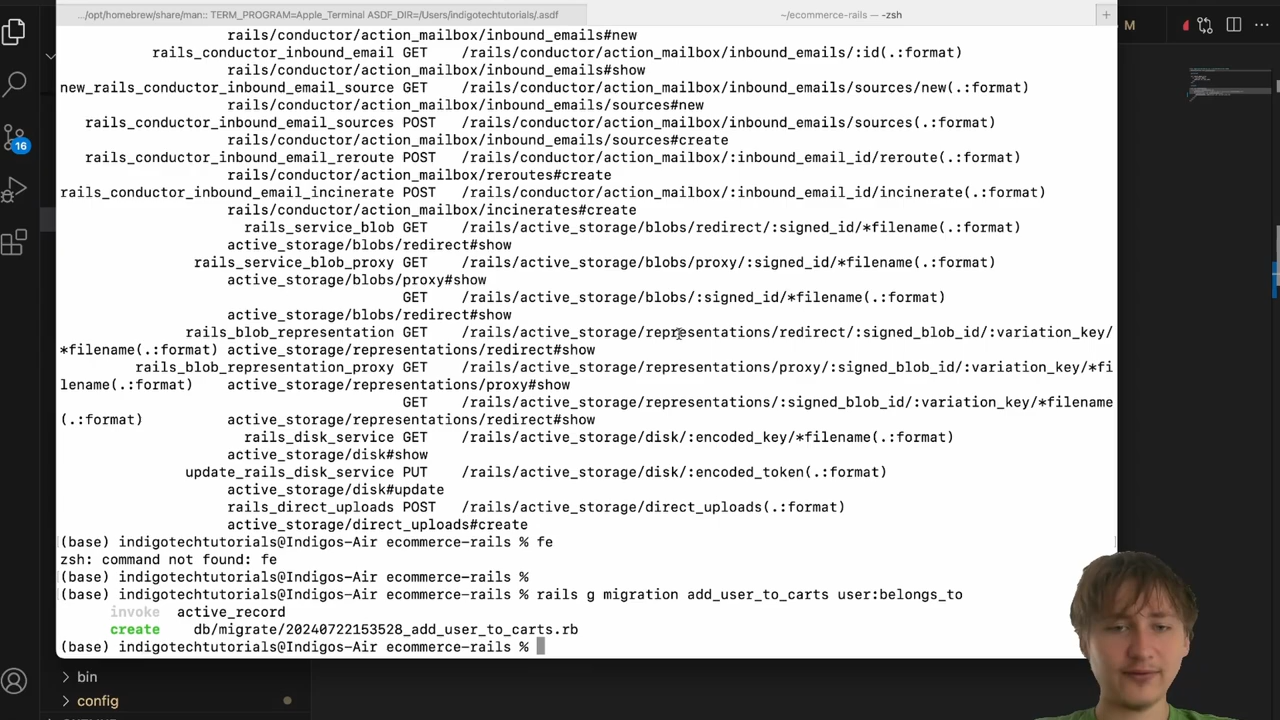 .../opt/homebrew/share/man:: TERM_PROGRAM=Apple_Terminal ASDF_DIR=/Users/indigotechtutorials/.asdf
~/ecommerce-rails — -zsh
+
M
rails/conductor/action_mailbox/inbound_emails#new
rails_conductor_inbound_email GET /rails/conductor/action_mailbox/inbound_emails/:id(.:format)
rails/conductor/action_mailbox/inbound_emails#show
new_rails_conductor_inbound_email_source GET /rails/conductor/action_mailbox/inbound_emails/sources/new(.:format)
rails/conductor/action_mailbox/inbound_emails/sources#new
rails_conductor_inbound_email_sources POST /rails/conductor/action_mailbox/inbound_emails/sources(.:format)
rails/conductor/action_mailbox/inbound_emails/sources#create
rails_conductor_inbound_email_reroute POST /rails/conductor/action_mailbox/:inbound_email_id/reroute(.:format)
rails/conductor/action_mailbox/reroutes#create
rails_conductor_inbound_email_incinerate POST /rails/conductor/action_mailbox/:inbound_email_id/incinerate(.:format)
rails/conductor/action_mailbox/incinerates#create
rails_service_blob GET /rails/active_storage/blobs/redirect/:signed_id/*filename(.:format)
active_storage/blobs/redirect#show
rails_service_blob_proxy GET /rails/active_storage/blobs/proxy/:signed_id/*filename(.:format)
active_storage/blobs/proxy#show
GET /rails/active_storage/blobs/:signed_id/*filename(.:format)
active_storage/blobs/redirect#show
rails_blob_representation GET /rails/active_storage/representations/redirect/:signed_blob_id/:variation_key/
*filename(.:format) active_storage/representations/redirect#show
rails_blob_representation_proxy GET /rails/active_storage/representations/proxy/:signed_blob_id/:variation_key/*fi
lename(.:format) active_storage/representations/proxy#show
GET /rails/active_storage/representations/:signed_blob_id/:variation_key/*filename
(.:format) active_storage/representations/redirect#show
rails_disk_service GET /rails/active_storage/disk/:encoded_key/*filename(.:format)
active_storage/disk#show
update_rails_disk_service PUT /rails/active_storage/disk/:encoded_token(.:format)
active_storage/disk#update
rails_direct_uploads POST /rails/active_storage/direct_uploads(.:format)
active_storage/direct_uploads#create
(base) indigotechtutorials@Indigos-Air ecommerce-rails % fe
zsh: command not found: fe
(base) indigotechtutorials@Indigos-Air ecommerce-rails %
(base) indigotechtutorials@Indigos-Air ecommerce-rails % rails g migration add_user_to_carts user:belongs_to
invoke active_record
create db/migrate/20240722153528_add_user_to_carts.rb
(base) indigotechtutorials@Indigos-Air ecommerce-rails %
16
> bin
> config